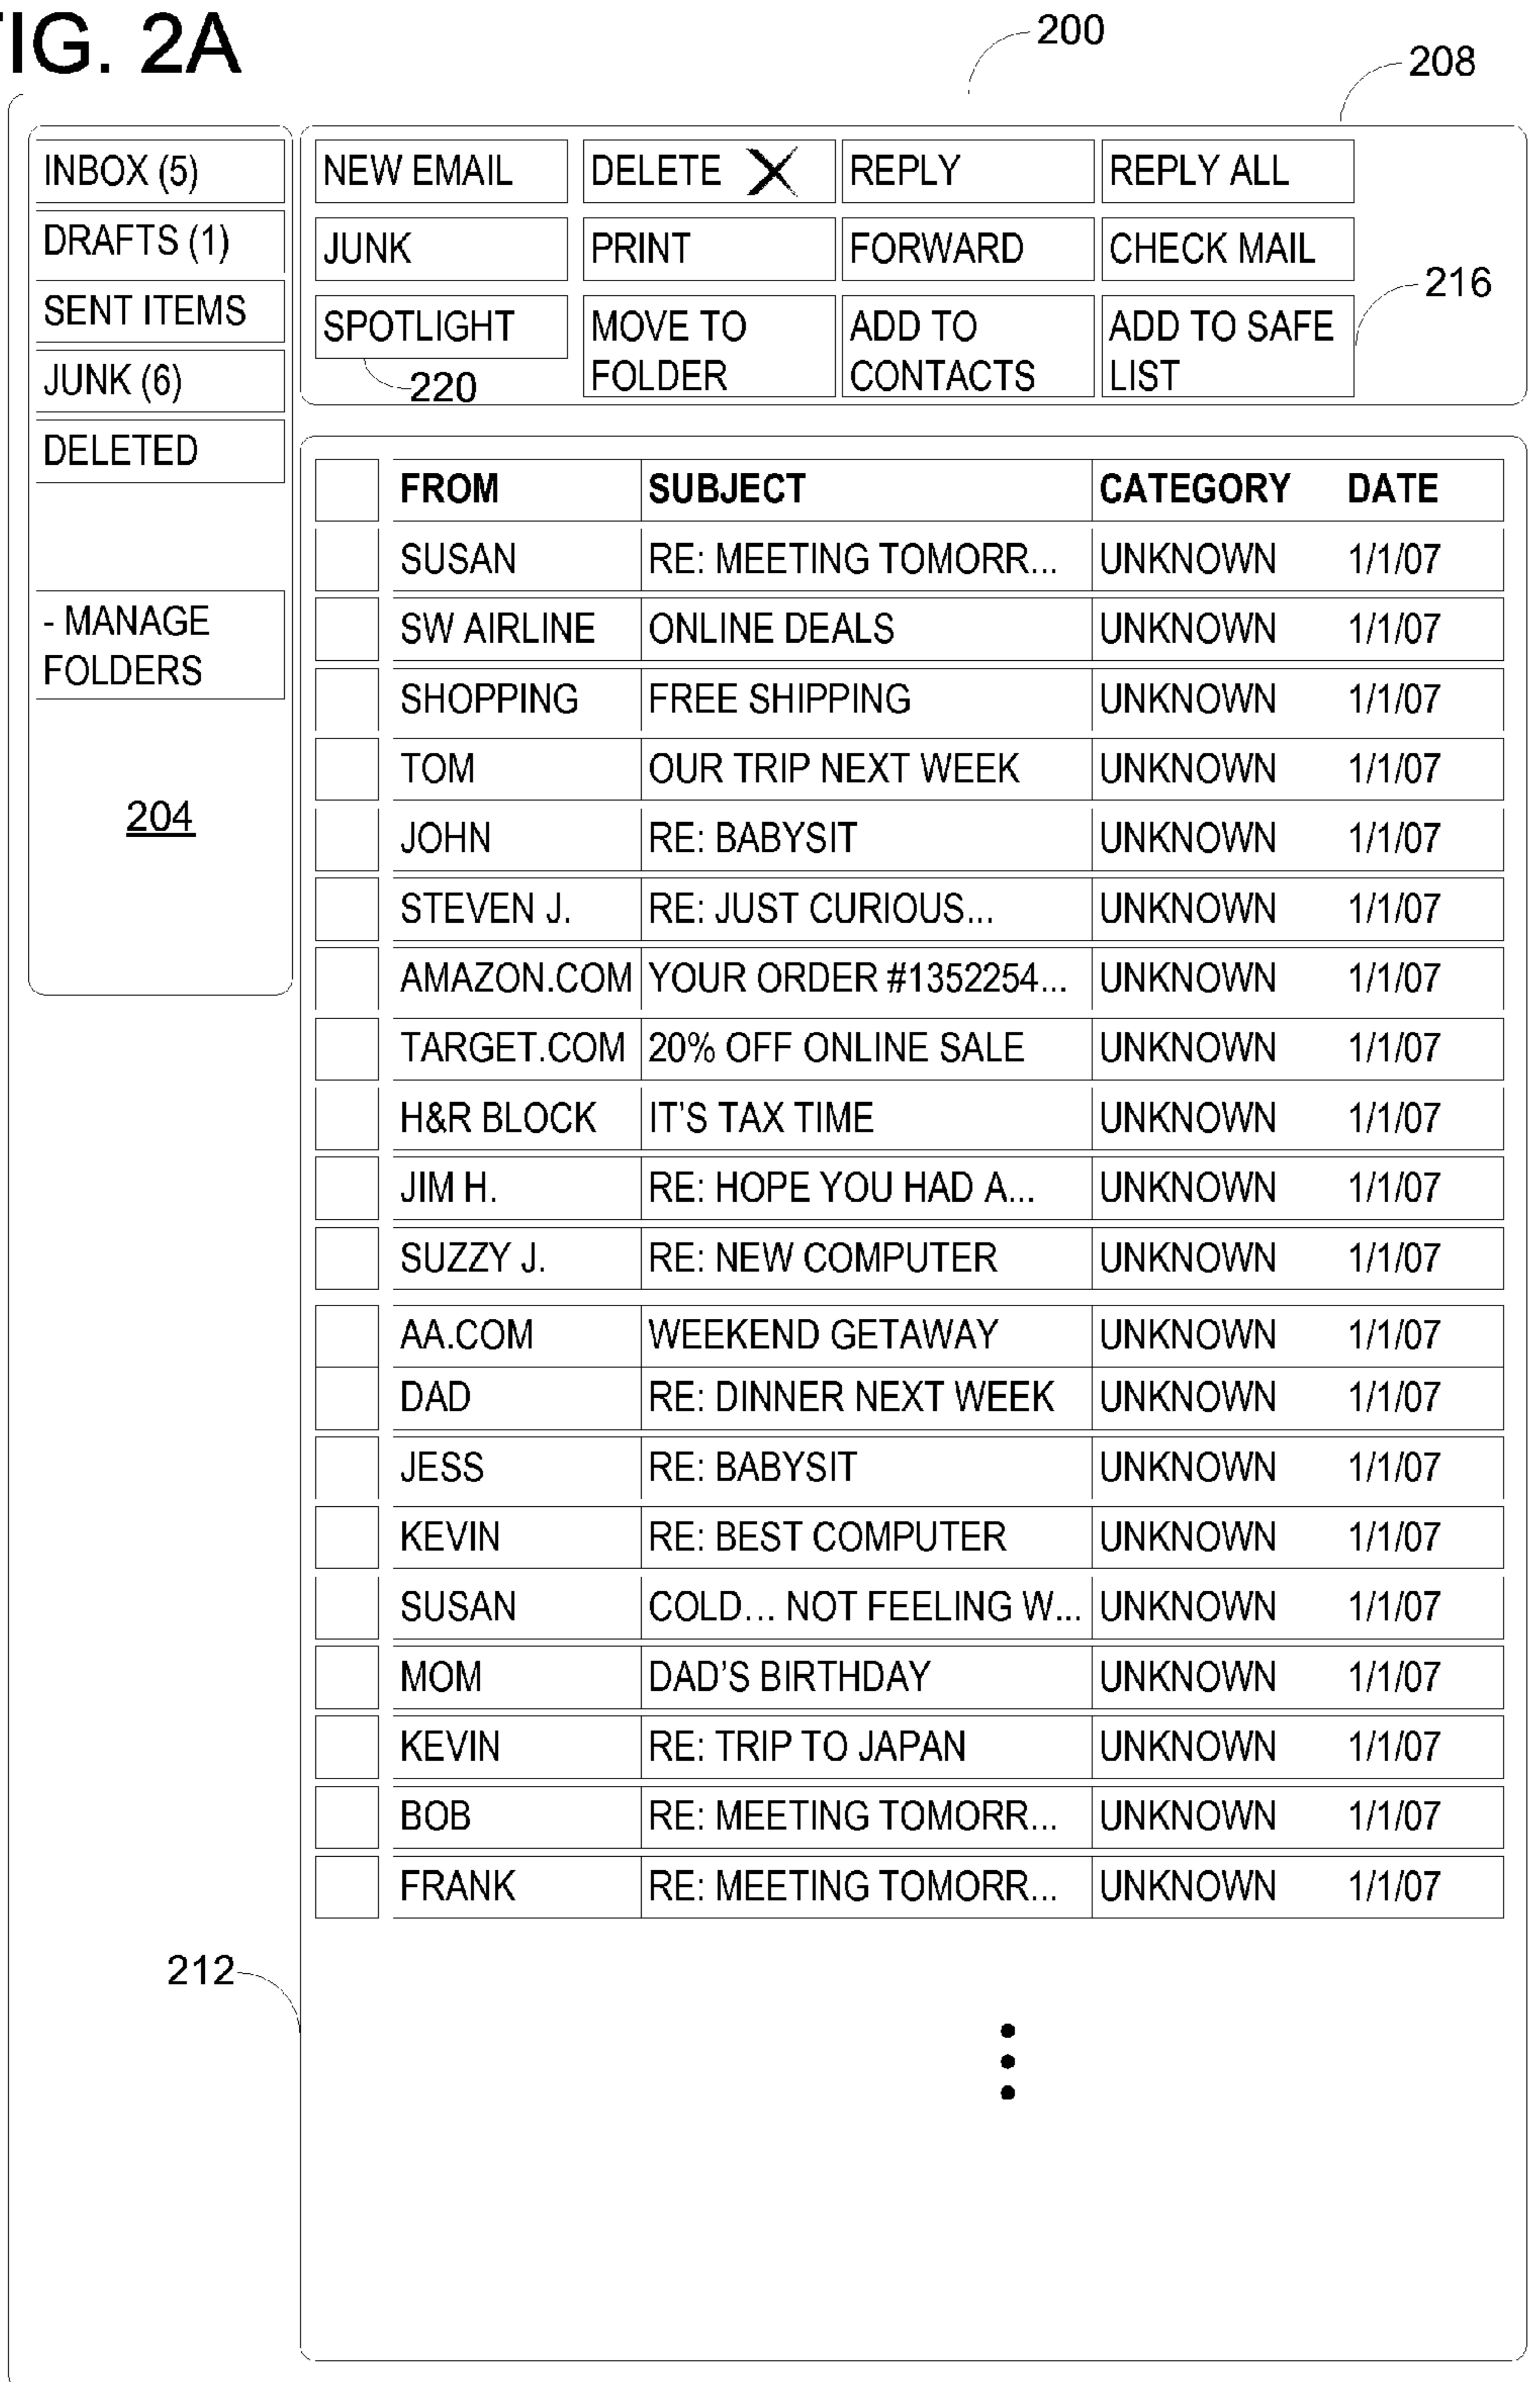 FIG. 2A
200
208
INBOX (5)
DRAFTS (1)
SENT ITEMS
JUNK (6)
DELETED
- MANAGE
FOLDERS
204
NEW EMAIL DELETE X REPLY REPLY ALL
JUNK PRINT FORWARD CHECK MAIL
216
SPOTLIGHT MOVE TO FOLDER ADD TO CONTACTS ADD TO SAFE LIST
220
FROM SUBJECT CATEGORY DATE
SUSAN RE: MEETING TOMORR... UNKNOWN 1/1/07
SW AIRLINE ONLINE DEALS UNKNOWN 1/1/07
SHOPPING FREE SHIPPING UNKNOWN 1/1/07
TOM OUR TRIP NEXT WEEK UNKNOWN 1/1/07
JOHN RE: BABYSIT UNKNOWN 1/1/07
STEVEN J. RE: JUST CURIOUS... UNKNOWN 1/1/07
AMAZON.COM YOUR ORDER #1352254... UNKNOWN 1/1/07
TARGET.COM 20% OFF ONLINE SALE UNKNOWN 1/1/07
H&R BLOCK IT'S TAX TIME UNKNOWN 1/1/07
JIM H. RE: HOPE YOU HAD A... UNKNOWN 1/1/07
SUZZY J. RE: NEW COMPUTER UNKNOWN 1/1/07
AA.COM WEEKEND GETAWAY UNKNOWN 1/1/07
DAD RE: DINNER NEXT WEEK UNKNOWN 1/1/07
JESS RE: BABYSIT UNKNOWN 1/1/07
KEVIN RE: BEST COMPUTER UNKNOWN 1/1/07
SUSAN COLD... NOT FEELING W... UNKNOWN 1/1/07
MOM DAD'S BIRTHDAY UNKNOWN 1/1/07
KEVIN RE: TRIP TO JAPAN UNKNOWN 1/1/07
BOB RE: MEETING TOMORR... UNKNOWN 1/1/07
FRANK RE: MEETING TOMORR... UNKNOWN 1/1/07
212